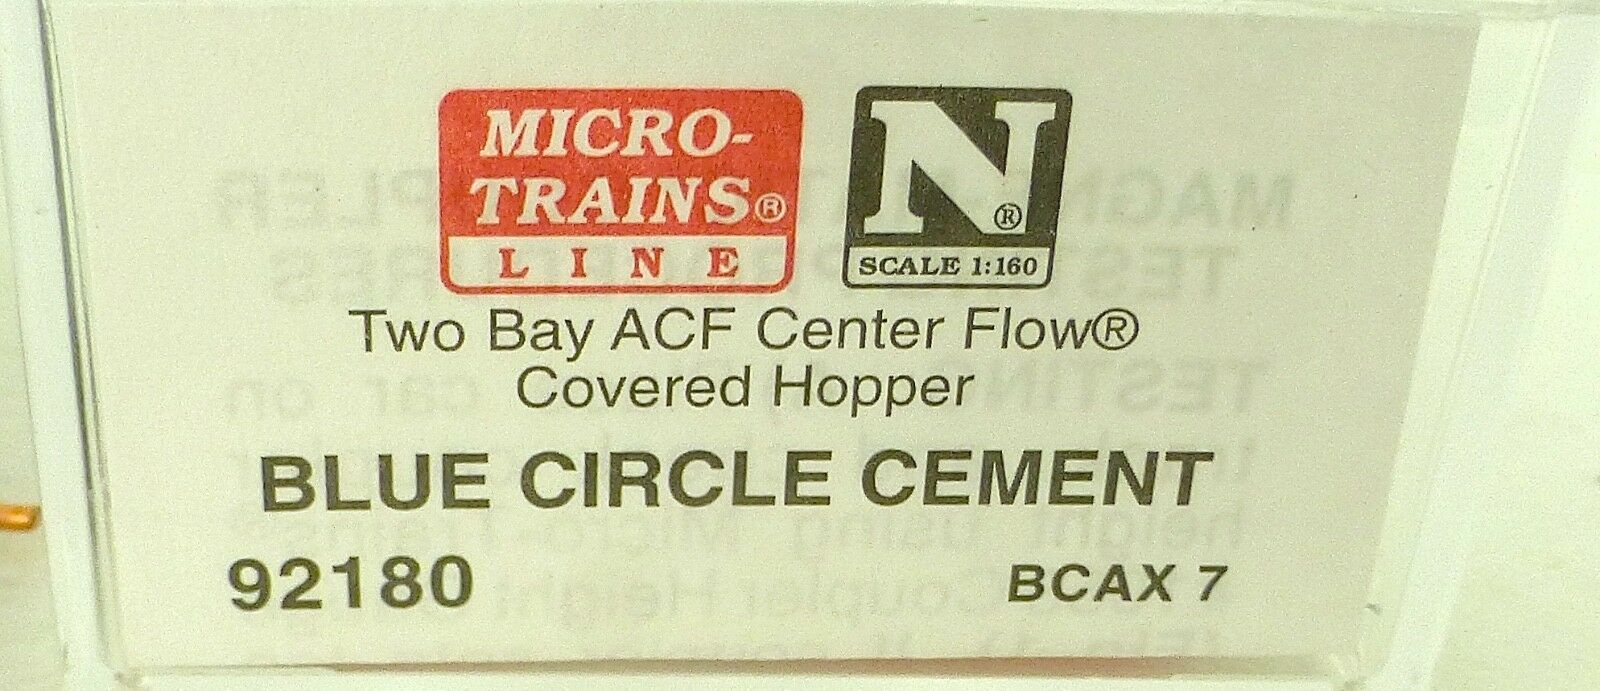 MICRO-
TRAINS®
LINE
N®
SCALE 1:160
Two Bay ACF Center Flow®
Covered Hopper
BLUE CIRCLE CEMENT
92180 BCAX 7